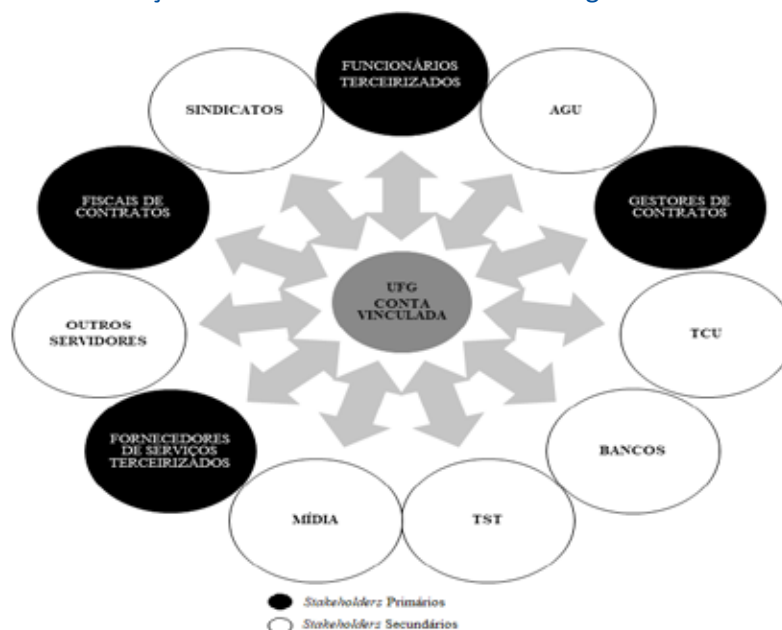 FUNCIONÁRIOS
TERCEIRIZADOS
SINDICATOS
AGU
FISCAIS DE
CONTRATOS
GESTORES DE
CONTRATOS
UFG
CONTA
VINCULADA
OUTROS
SERVIDORES
TCU
FORNECEDORES
DE SERVIÇOS
TERCEIRIZADOS
BANCOS
MÍDIA
TST
Stakeholders Primários
Stakeholders Secundários